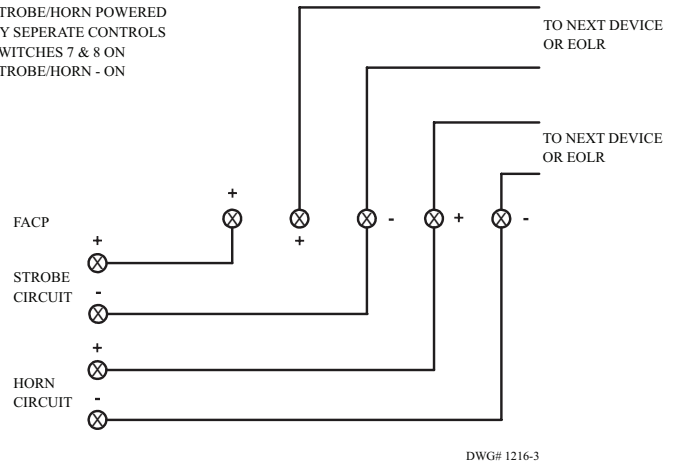 TROBE/HORN POWERED
Y SEPERATE CONTROLS
WITCHES 7 & 8 ON
TROBE/HORN - ON
TO NEXT DEVICE
OR EOLR
TO NEXT DEVICE
OR EOLR
+
- + -
FACP
+
+
STROBE
CIRCUIT
-
+
HORN
CIRCUIT
-
DWG# 1216-3